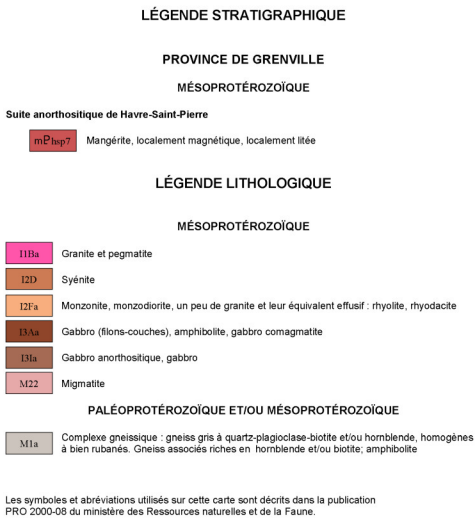 LÉGENDE STRATIGRAPHIQUE
PROVINCE DE GRENVILLE
MÉSOPROTÉROZOÏQUE
Suite anorthositique de Havre-Saint-Pierre
mPhsp7 Mangérite, localement magnétique, localement litée
LÉGENDE LITHOLOGIQUE
MÉSOPROTÉROZOÏQUE
I1Ba Granite et pegmatite
I2D Syénite
I2Fa Monzonite, monzodiorite, un peu de granite et leur équivalent effusif : rhyolite, rhyodacite
I3Aa Gabbro (filons-couches), amphibolite, gabbro comagmatite
I3Ia Gabbro anorthositique, gabbro
M22 Migmatite
PALÉOPROTÉROZOÏQUE ET/OU MÉSOPROTÉROZOÏQUE
M1a Complexe gneissique : gneiss gris à quartz-plagioclase-biotite et/ou hornblende, homogènes
à bien rubanés. Gneiss associés riches en hornblende et/ou biotite; amphibolite
Les symboles et abréviations utilisés sur cette carte sont décrits dans la publication
PRO 2000-08 du ministère des Ressources naturelles et de la Faune.